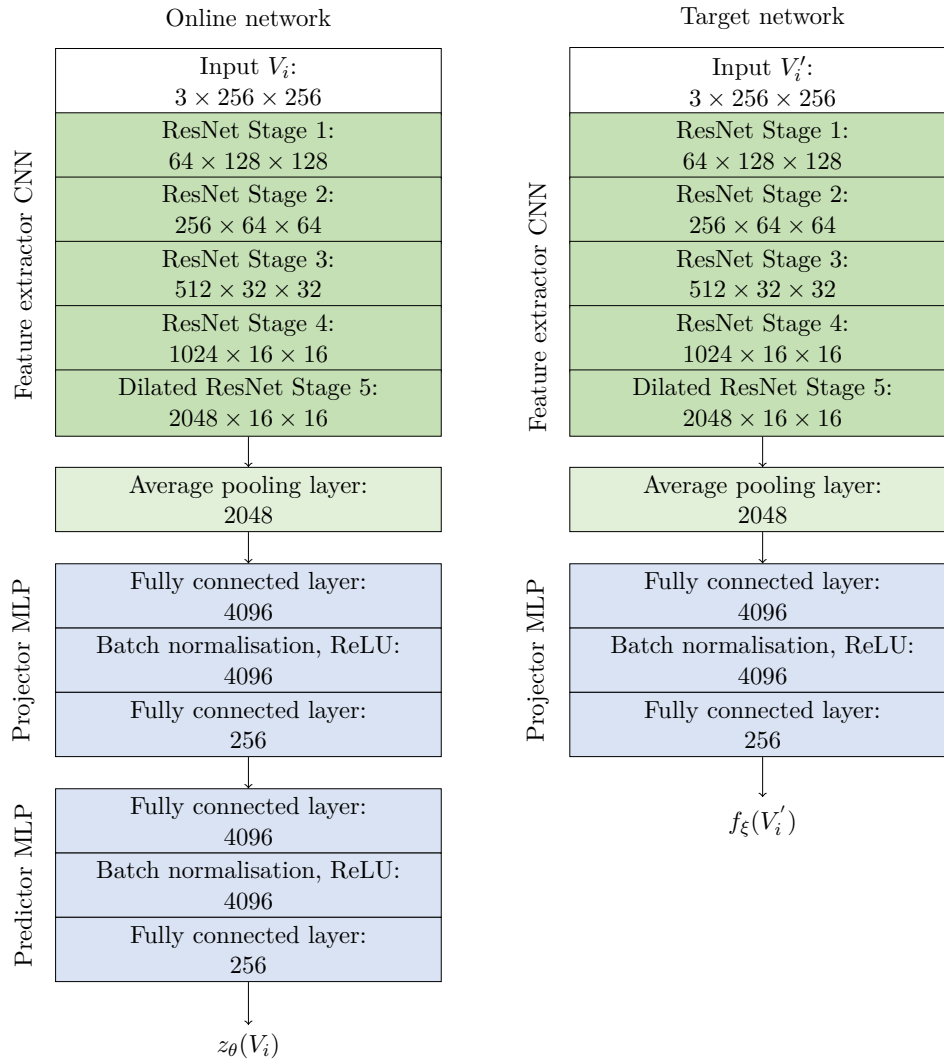 Online network
Feature extractor CNN
Input V_i:
3 × 256 × 256
ResNet Stage 1:
64 × 128 × 128
ResNet Stage 2:
256 × 64 × 64
ResNet Stage 3:
512 × 32 × 32
ResNet Stage 4:
1024 × 16 × 16
Dilated ResNet Stage 5:
2048 × 16 × 16
Average pooling layer:
2048
Projector MLP
Fully connected layer:
4096
Batch normalisation, ReLU:
4096
Fully connected layer:
256
Predictor MLP
Fully connected layer:
4096
Batch normalisation, ReLU:
4096
Fully connected layer:
256
z_θ(V_i)
Target network
Feature extractor CNN
Input V_i′:
3 × 256 × 256
ResNet Stage 1:
64 × 128 × 128
ResNet Stage 2:
256 × 64 × 64
ResNet Stage 3:
512 × 32 × 32
ResNet Stage 4:
1024 × 16 × 16
Dilated ResNet Stage 5:
2048 × 16 × 16
Average pooling layer:
2048
Projector MLP
Fully connected layer:
4096
Batch normalisation, ReLU:
4096
Fully connected layer:
256
f_ξ(V_i′)